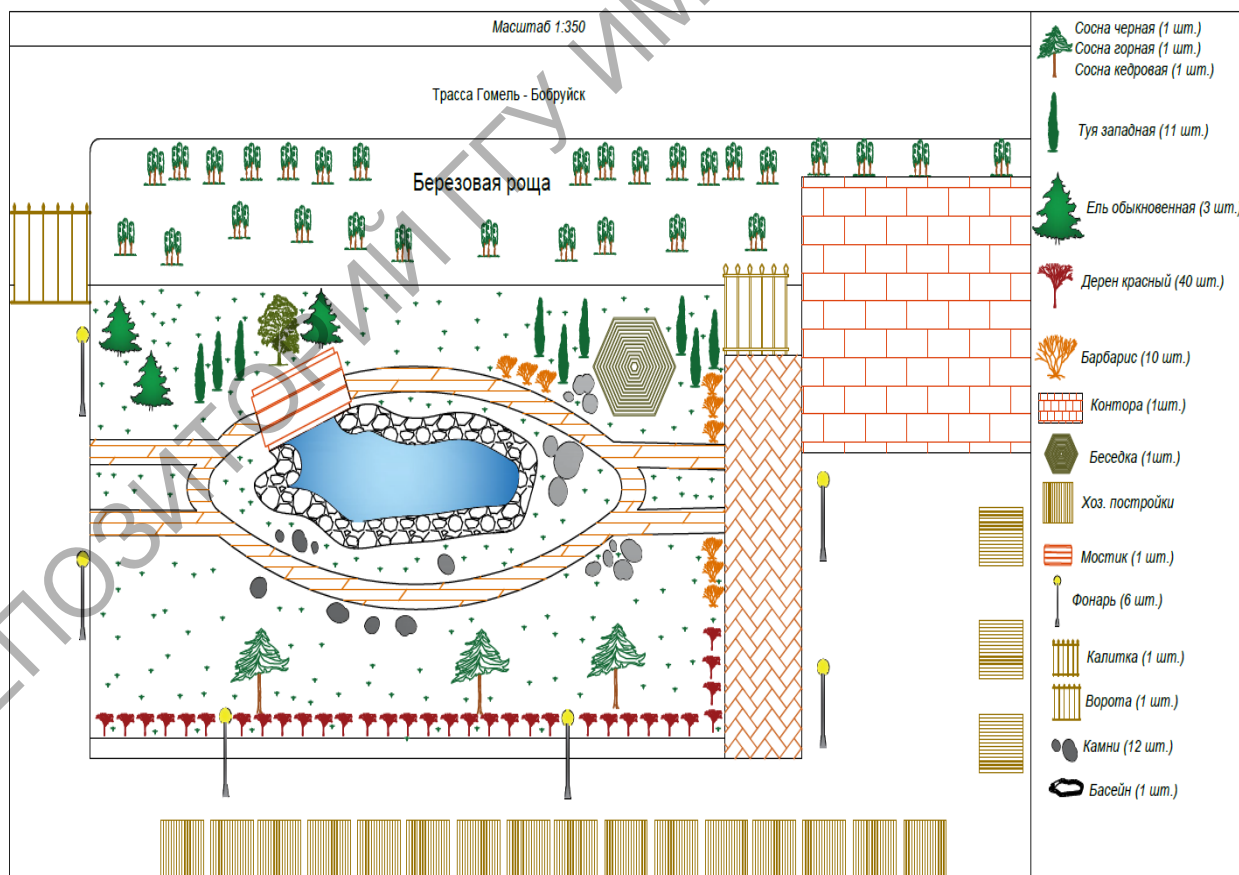 Масштаб 1:350
Трасса Гомель - Бобруйск
Березовая роща
Сосна черная (1 шт.)
Сосна горная (1 шт.)
Сосна кедровая (1 шт.)
Туя западная (11 шт.)
Ель обыкновенная (3 шт.)
Дерен красный (40 шт.)
Барбарис (10 шт.)
Контора (1шт.)
Беседка (1шт.)
Хоз. постройки
Мостик (1 шт.)
Фонарь (6 шт.)
Калитка (1 шт.)
Ворота (1 шт.)
Камни (12 шт.)
Басейн (1 шт.)
ЕПОЗИТОРИЙ ГГУ ИМ